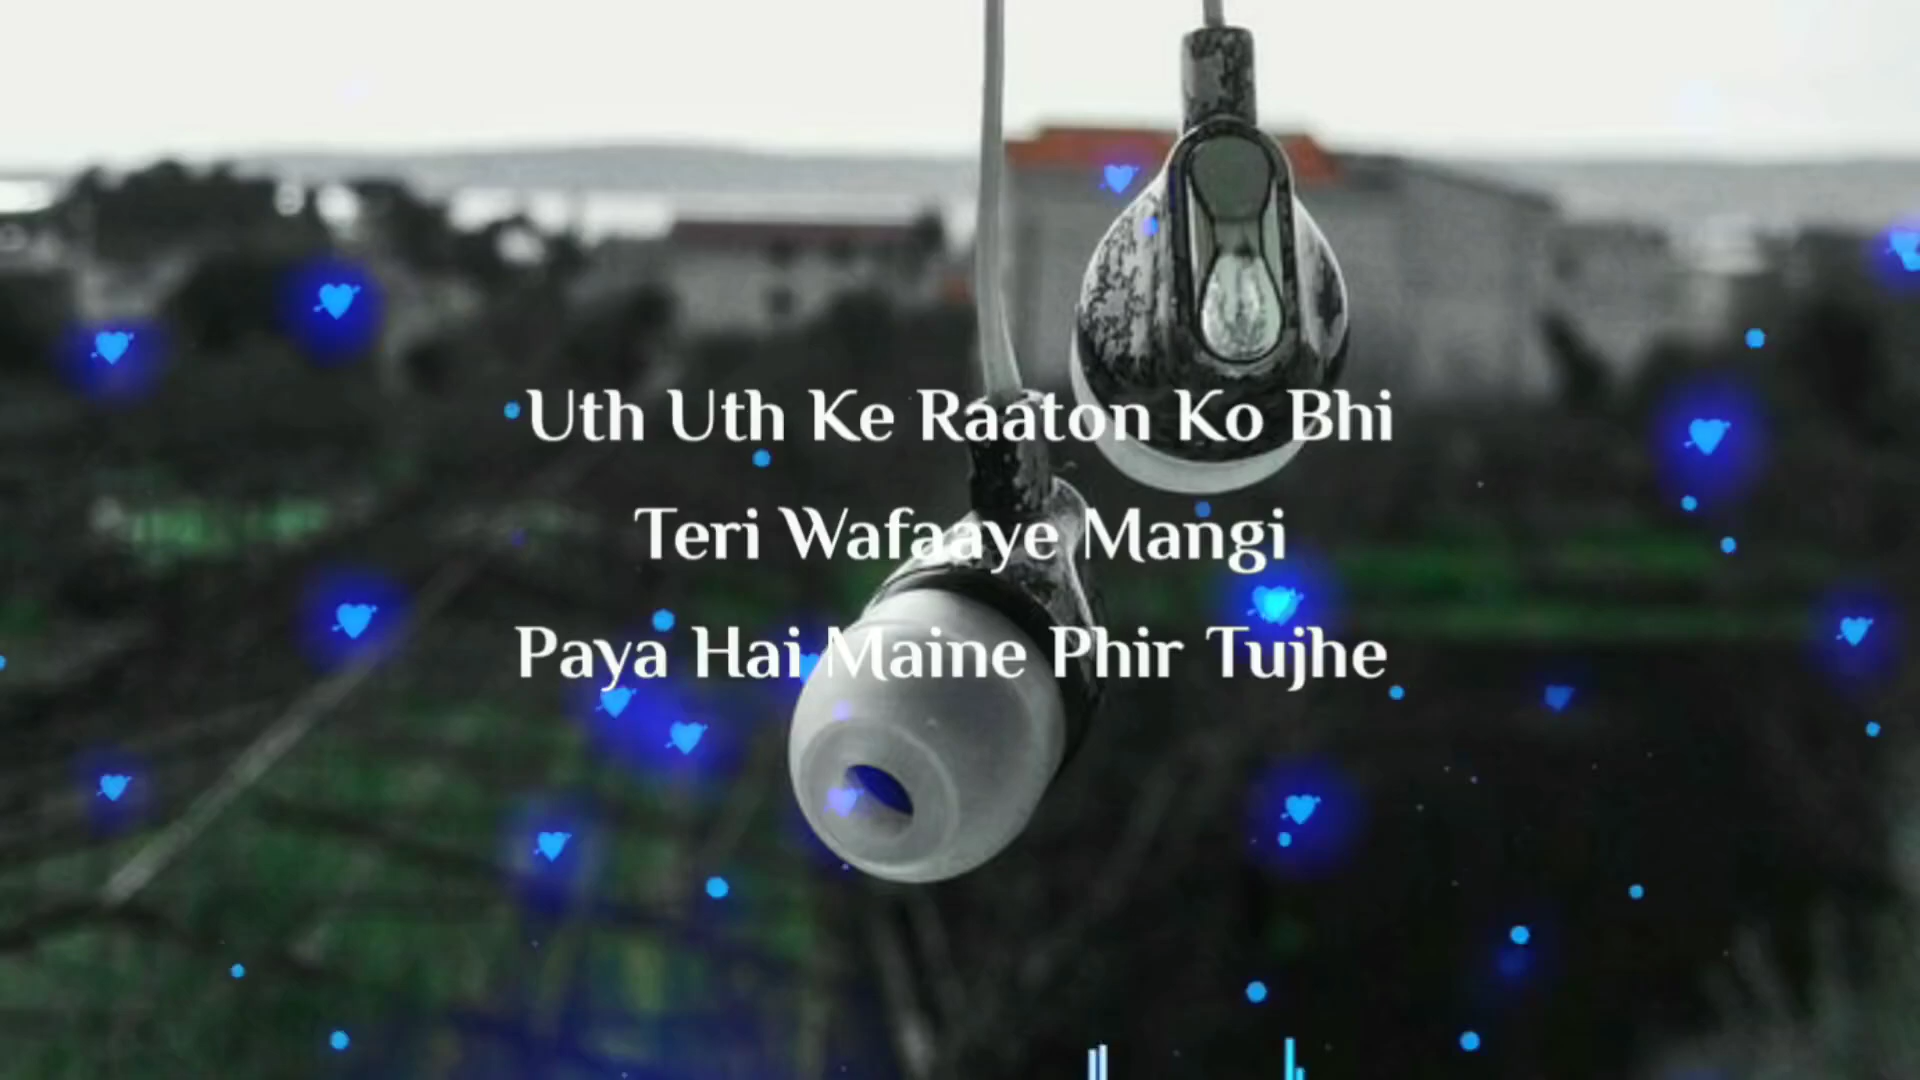 Uth Uth Ke Raaton Ko Bhi
Teri Wafaaye Mangi
Paya Hai Maine Phir Tujhe